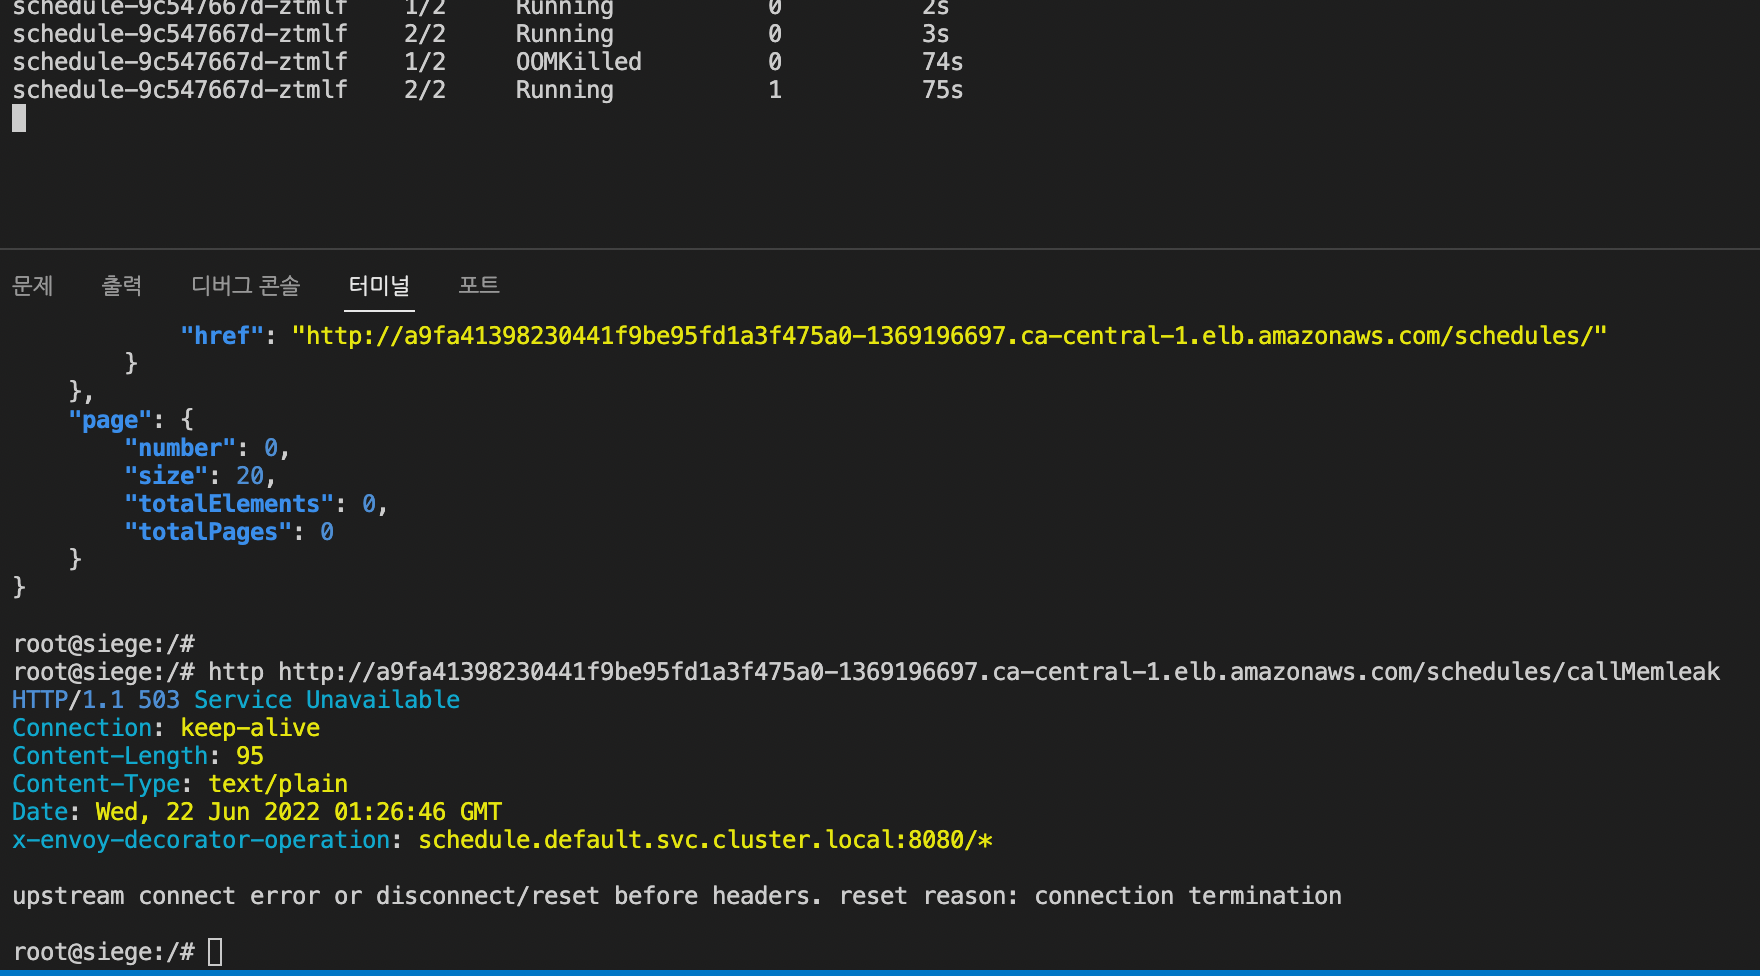 schedule-9c547667d-ztmlf    1/2     Running             0          2s
schedule-9c547667d-ztmlf    2/2     Running             0          3s
schedule-9c547667d-ztmlf    1/2     OOMKilled           0          74s
schedule-9c547667d-ztmlf    2/2     Running             1          75s
문제 출력 디버그 콘솔 터미널 포트
            "href": "http://a9fa41398230441f9be95fd1a3f475a0-1369196697.ca-central-1.elb.amazonaws.com/schedules/"
        }
    },
    "page": {
        "number": 0,
        "size": 20,
        "totalElements": 0,
        "totalPages": 0
    }
}
root@siege:/#
root@siege:/# http http://a9fa41398230441f9be95fd1a3f475a0-1369196697.ca-central-1.elb.amazonaws.com/schedules/callMemleak
HTTP/1.1 503 Service Unavailable
Connection: keep-alive
Content-Length: 95
Content-Type: text/plain
Date: Wed, 22 Jun 2022 01:26:46 GMT
x-envoy-decorator-operation: schedule.default.svc.cluster.local:8080/*
upstream connect error or disconnect/reset before headers. reset reason: connection termination
root@siege:/#